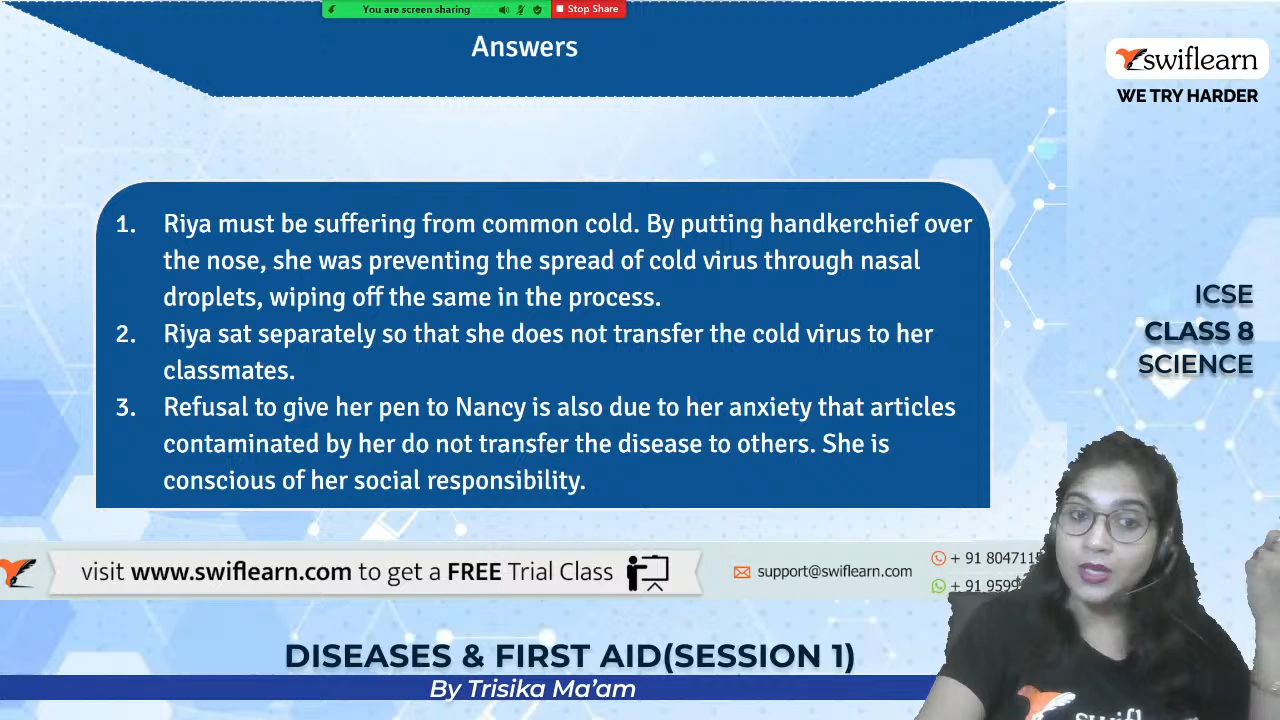 You are screen sharing
Stop Share
Answers
swiflearn
WE TRY HARDER
1. Riya must be suffering from common cold. By putting handkerchief over
the nose, she was preventing the spread of cold virus through nasal
droplets, wiping off the same in the process.
2. Riya sat separately so that she does not transfer the cold virus to her
classmates.
3. Refusal to give her pen to Nancy is also due to her anxiety that articles
contaminated by her do not transfer the disease to others. She is
conscious of her social responsibility.
ICSE
CLASS 8
SCIENCE
visit www.swiflearn.com to get a FREE Trial Class
support@swiflearn.com
+ 91 804711
+ 91 9599
DISEASES & FIRST AID(SESSION 1)
By Trisika Ma'am